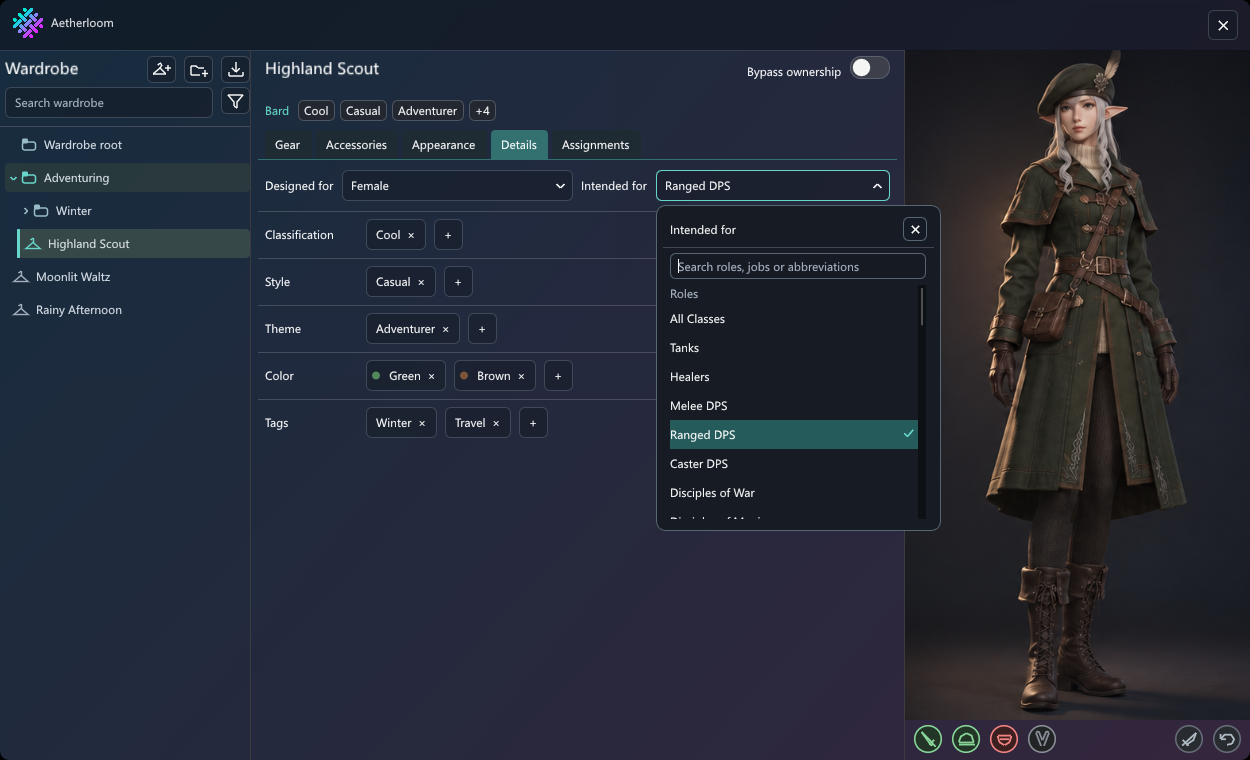 Aetherloom
Wardrobe
Search wardrobe
Wardrobe root
Adventuring
Winter
Highland Scout
Moonlit Waltz
Rainy Afternoon
Highland Scout
Bypass ownership
Bard Cool Casual Adventurer +4
Gear Accessories Appearance Details Assignments
Designed for Female Intended for Ranged DPS
Classification Cool × +
Style Casual × +
Theme Adventurer × +
Color Green × Brown × +
Tags Winter × Travel × +
Intended for
Search roles, jobs or abbreviations
Roles
All Classes
Tanks
Healers
Melee DPS
Ranged DPS
Caster DPS
Disciples of War